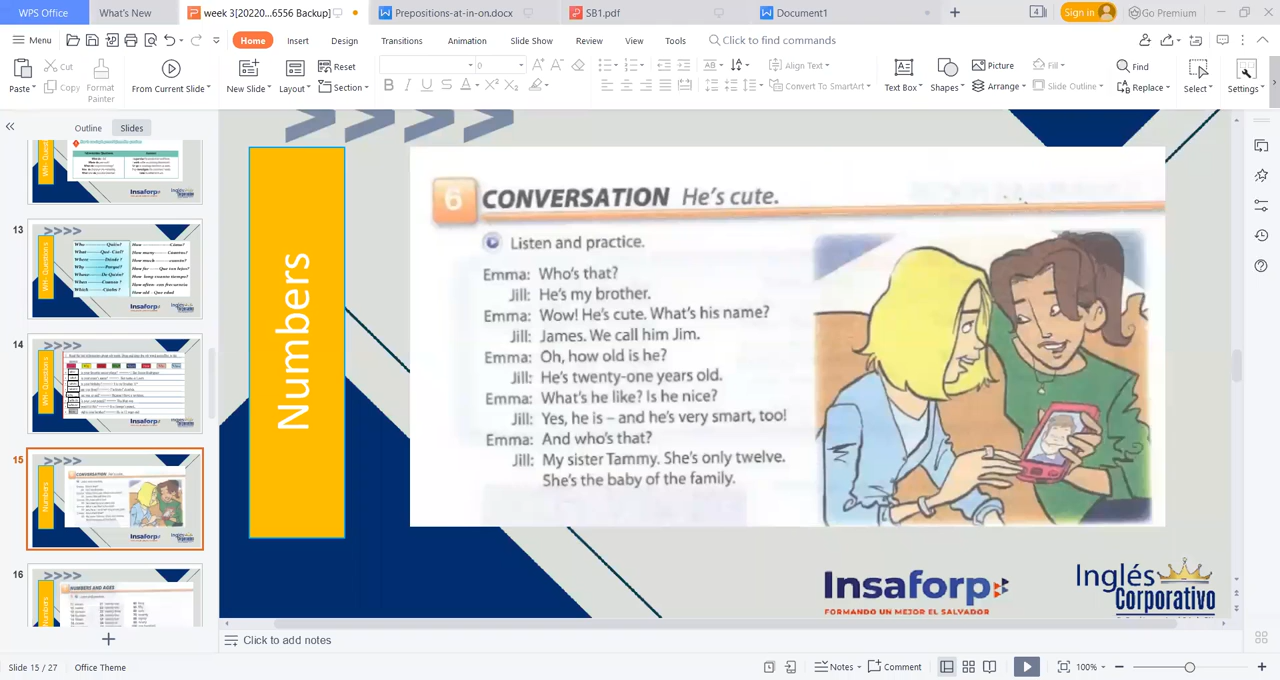 WPS Office
What's New
week 3[20220...6556 Backup]
Prepositions-at-in-on.docx
SB1.pdf
Document1
4
Sign in
Go Premium
Menu
Home
Insert
Design
Transitions
Animation
Slide Show
Review
View
Tools
Click to find commands
Paste
Cut
Copy
Format
Painter
From Current Slide
New Slide
Layout
Reset
Section
0
Align Text
Convert To SmartArt
Text Box
Shapes
Picture
Arrange
Fill
Slide Outline
Find
Replace
Select
Settings
Outline
Slides
13
14
15
16
Numbers
6 CONVERSATION He's cute.
Listen and practice.
Emma: Who's that?
Jill: He's my brother.
Emma: Wow! He's cute. What's his name?
Jill: James. We call him Jim.
Emma: Oh, how old is he?
Jill: He's twenty-one years old.
Emma: What's he like? Is he nice?
Jill: Yes, he is – and he's very smart, too!
Emma: And who's that?
Jill: My sister Tammy. She's only twelve.
She's the baby of the family.
Insaforp
FORMANDO UN MEJOR EL SALVADOR
Inglés
Corporativo
Click to add notes
Slide 15 / 27
Office Theme
Notes
Comment
100%